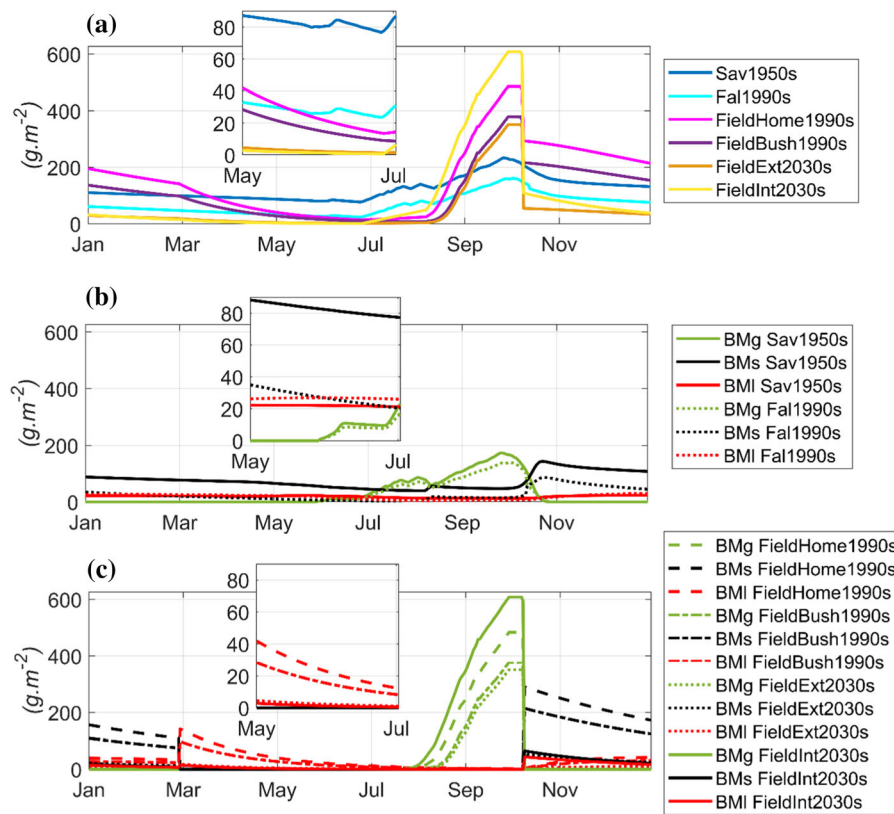 (a)
80
60
40
20
0
May
Jul
600
400
200
0
(g.m⁻²)
Jan
Mar
May
Jul
Sep
Nov
Sav1950s
Fal1990s
FieldHome1990s
FieldBush1990s
FieldExt2030s
FieldInt2030s
(b)
80
60
40
20
0
May
Jul
600
400
200
0
(g.m⁻²)
Jan
Mar
May
Jul
Sep
Nov
BMg Sav1950s
BMs Sav1950s
BMl Sav1950s
BMg Fal1990s
BMs Fal1990s
BMl Fal1990s
(c)
80
60
40
20
0
May
Jul
600
400
200
0
(g.m⁻²)
Jan
Mar
May
Jul
Sep
Nov
BMg FieldHome1990s
BMs FieldHome1990s
BMl FieldHome1990s
BMg FieldBush1990s
BMs FieldBush1990s
BMl FieldBush1990s
BMg FieldExt2030s
BMs FieldExt2030s
BMl FieldExt2030s
BMg FieldInt2030s
BMs FieldInt2030s
BMl FieldInt2030s